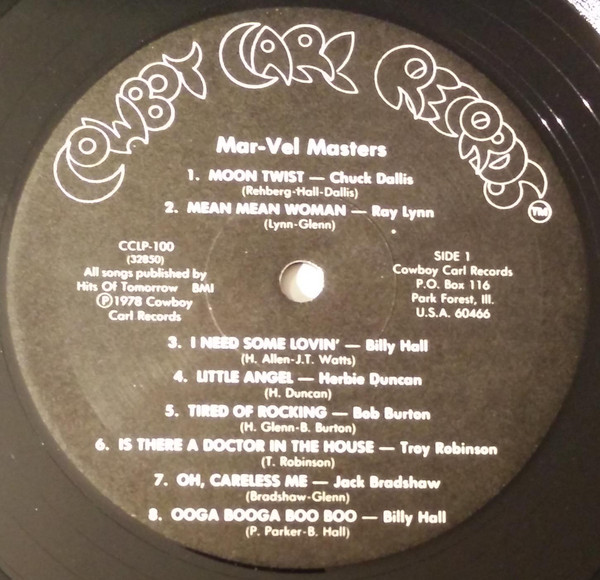 COWBOY CARL RECORDS TM
Mar-Vel Masters
1. MOON TWIST — Chuck Dallis
(Rehberg-Hall-Dallis)
2. MEAN MEAN WOMAN — Ray Lynn
(Lynn-Glenn)
CCLP-100
(32850)
All songs published by
Hits Of Tomorrow BMI
Ⓟ1978 Cowboy
Carl Records
SIDE 1
Cowboy Carl Records
P.O. Box 116
Park Forest, Ill.
U.S.A. 60466
3. I NEED SOME LOVIN' — Billy Hall
(H. Allen-J.T. Watts)
4. LITTLE ANGEL — Herbie Duncan
(H. Duncan)
5. TIRED OF ROCKING — Bob Burton
(H. Glenn-B. Burton)
6. IS THERE A DOCTOR IN THE HOUSE — Troy Robinson
(T. Robinson)
7. OH, CARELESS ME — Jack Bradshaw
(Bradshaw-Glenn)
8. OOGA BOOGA BOO BOO — Billy Hall
(P. Parker-B. Hall)